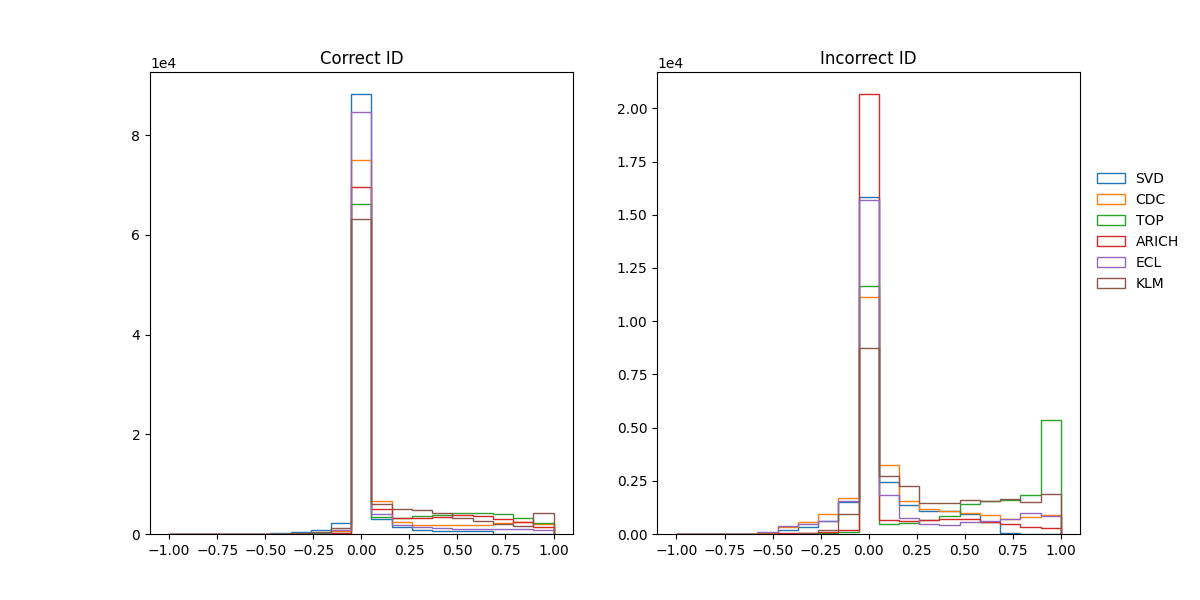 Correct ID
Incorrect ID
1e4
1e4
8
6
4
2
0
−1.00 −0.75 −0.50 −0.25 0.00 0.25 0.50 0.75 1.00
2.00
1.75
1.50
1.25
1.00
0.75
0.50
0.25
0.00
−1.00 −0.75 −0.50 −0.25 0.00 0.25 0.50 0.75 1.00
SVD
CDC
TOP
ARICH
ECL
KLM